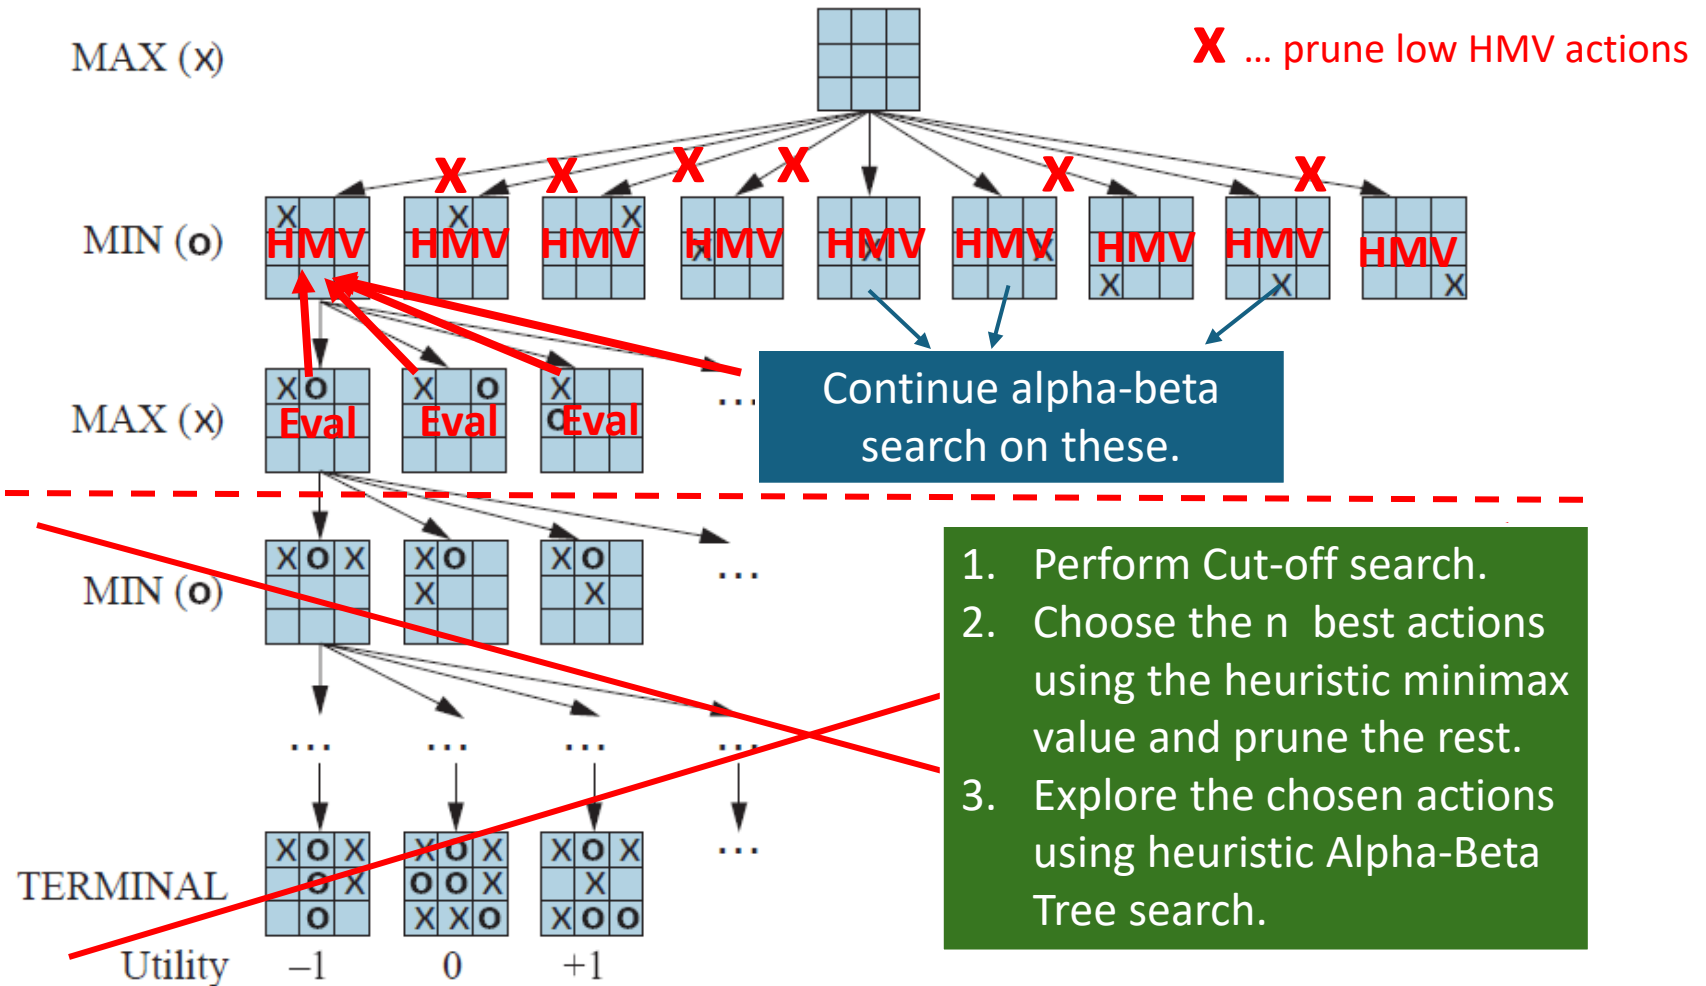 MAX (x)
X ... prune low HMV actions
X X X X X X
MIN (o)
X X X X X X X X X
HMV HMV HMV HMV HMV HMV HMV HMV HMV
MAX (x)
X O X O X O
Eval Eval Eval
...
Continue alpha-beta
search on these.
MIN (o)
X O X X O X O
X X
...
1. Perform Cut-off search.
2. Choose the n best actions
using the heuristic minimax
value and prune the rest.
3. Explore the chosen actions
using heuristic Alpha-Beta
Tree search.
... ... ... ...
TERMINAL
X O X X O X X O X
O X O O X X
O X X O X O O
...
Utility –1 0 +1